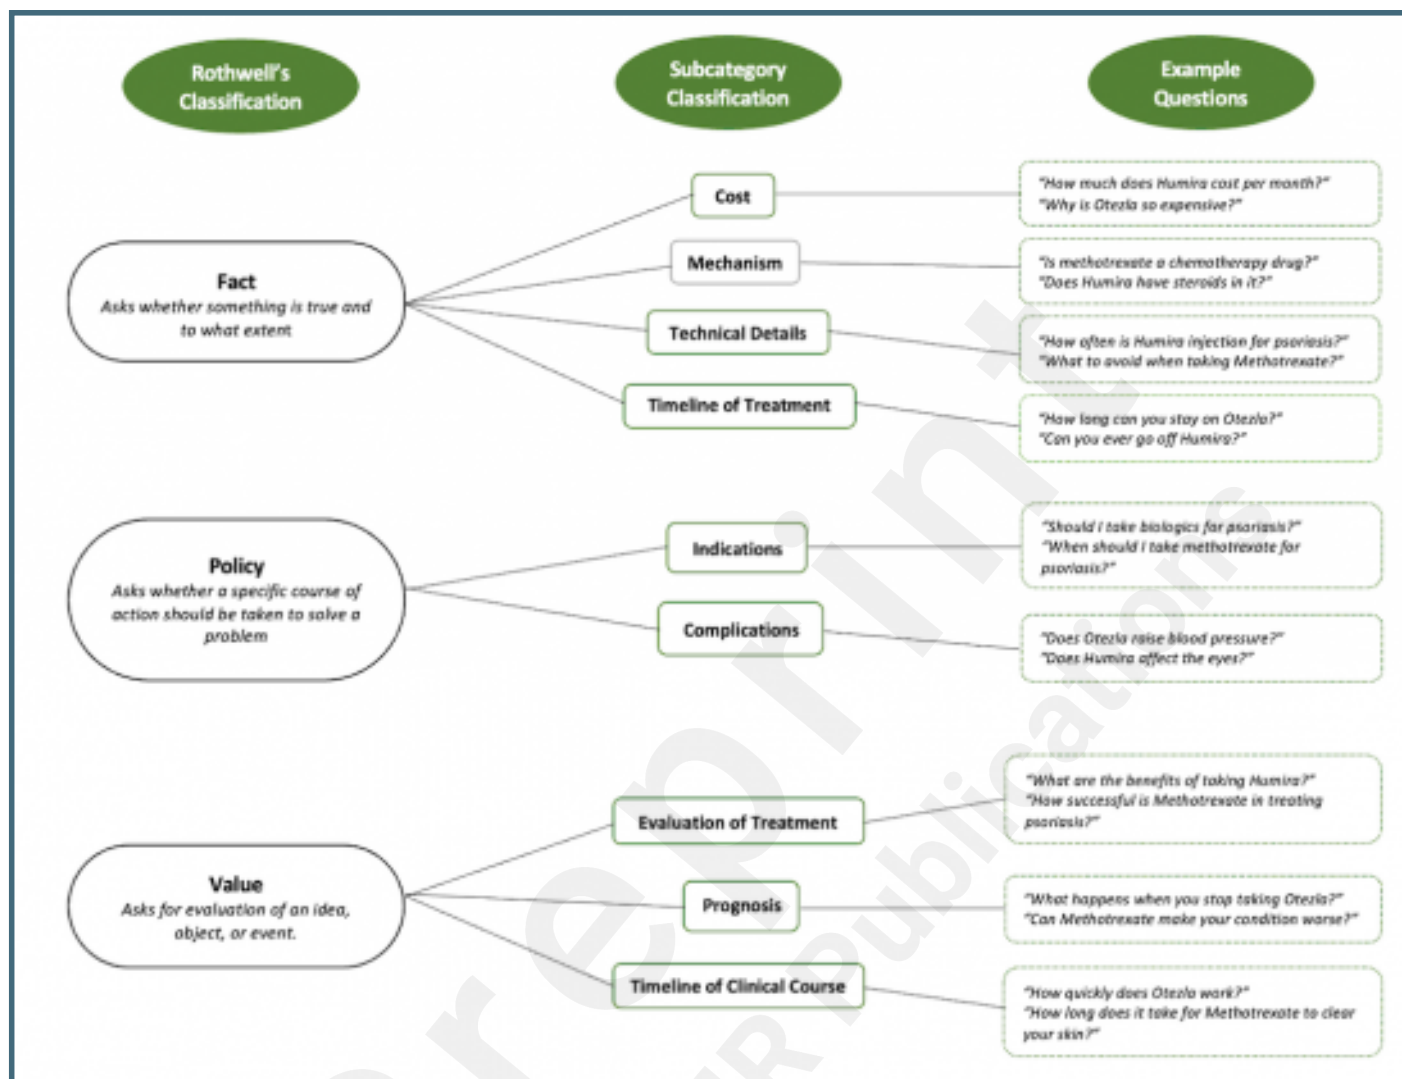 Rothwell's
Classification
Subcategory
Classification
Example
Questions
Fact
Asks whether something is true and
to what extent
Cost
"How much does Humira cost per month?"
"Why is Otezla so expensive?"
Mechanism
"Is methotrexate a chemotherapy drug?"
"Does Humira have steroids in it?"
Technical Details
"How often is Humira injection for psoriasis?"
"What to avoid when taking Methotrexate?"
Timeline of Treatment
"How long can you stay on Otezla?"
"Can you ever go off Humira?"
Policy
Asks whether a specific course of
action should be taken to solve a
problem
Indications
"Should I take biologics for psoriasis?"
"When should I take methotrexate for
psoriasis?"
Complications
"Does Otezla raise blood pressure?"
"Does Humira affect the eyes?"
Value
Asks for evaluation of an idea,
object, or event.
Evaluation of Treatment
"What are the benefits of taking Humira?"
"How successful is Methotrexate in treating
psoriasis?"
Prognosis
"What happens when you stop taking Otezla?"
"Can Methotrexate make your condition worse?"
Timeline of Clinical Course
"How quickly does Otezla work?"
"How long does it take for Methotrexate to clear
your skin?"
reprint
R Publications